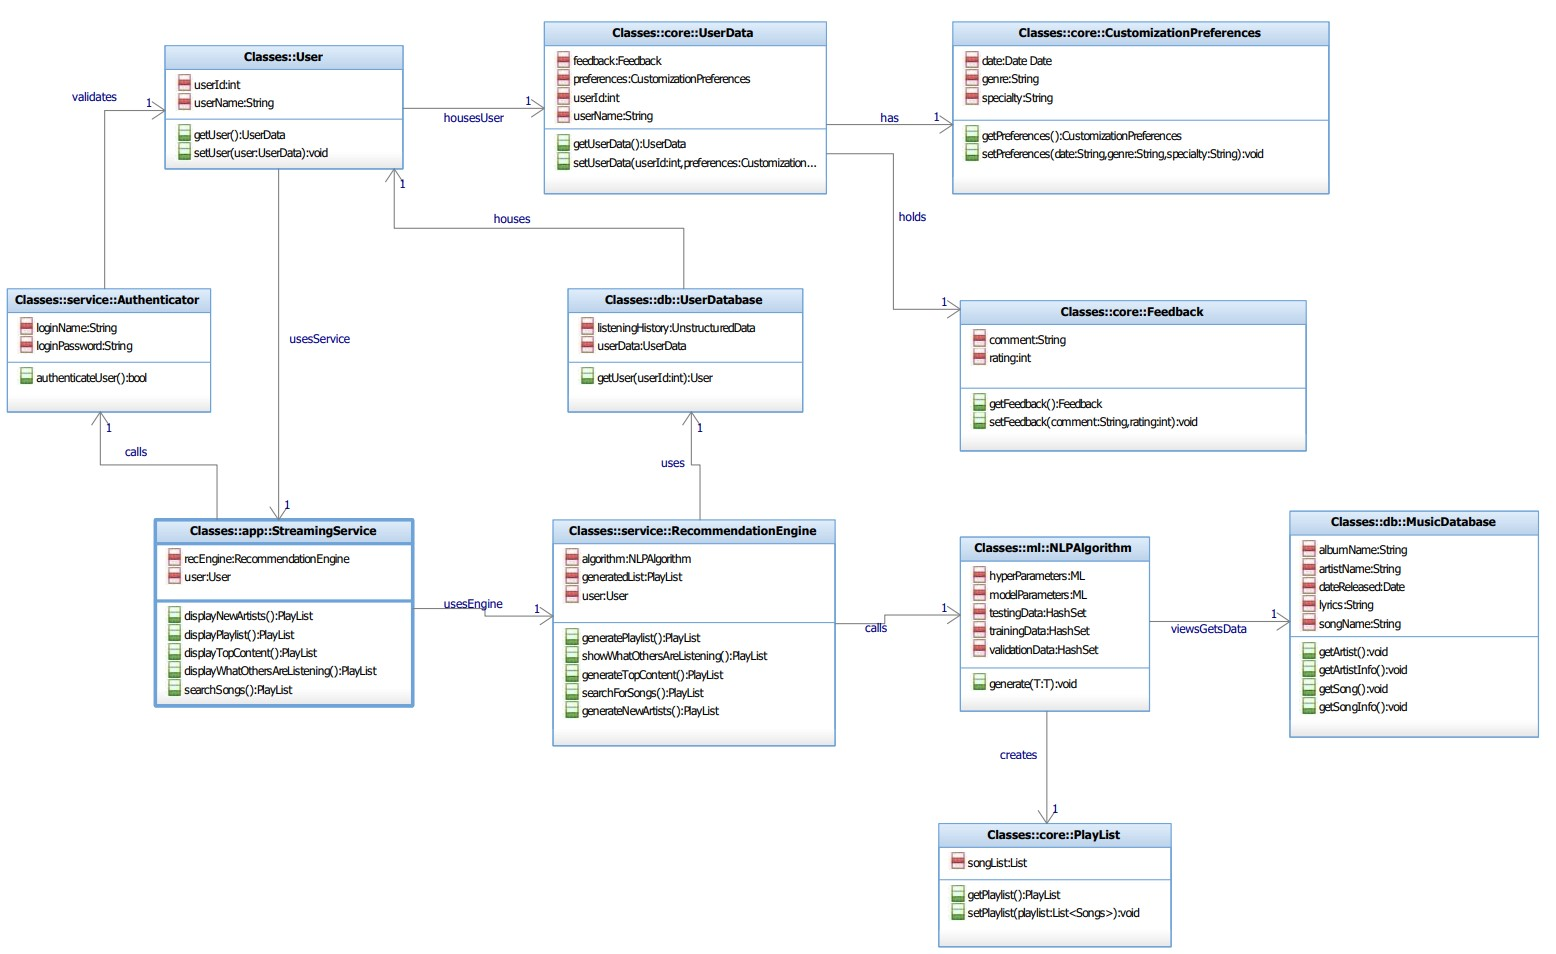 Classes::User
userId:int
userName:String
getUser():UserData
setUser(user:UserData):void
validates
1
housesUser
1
Classes::core::UserData
feedback:Feedback
preferences:CustomizationPreferences
userId:int
userName:String
getUserData():UserData
setUserData(userId:int,preferences:Customization...
has
1
Classes::core::CustomizationPreferences
date:Date Date
genre:String
specialty:String
getPreferences():CustomizationPreferences
setPreferences(date:String,genre:String,specialty:String):void
1
houses
holds
1
Classes::service::Authenticator
loginName:String
loginPassword:String
authenticateUser():bool
usesService
Classes::db::UserDatabase
listeningHistory:UnstructuredData
userData:UserData
getUser(userId:int):User
Classes::core::Feedback
comment:String
rating:int
getFeedback():Feedback
setFeedback(comment:String,rating:int):void
1
calls
1
uses
1
Classes::app::StreamingService
recEngine:RecommendationEngine
user:User
displayNewArtists():PlayList
displayPlaylist():PlayList
displayTopContent():PlayList
displayWhatOthersAreListening():PlayList
searchSongs():PlayList
usesEngine
1
Classes::service::RecommendationEngine
algorithm:NLPAlgorithm
generatedList:PlayList
user:User
generatePlaylist():PlayList
showWhatOthersAreListening():PlayList
generateTopContent():PlayList
searchForSongs():PlayList
generateNewArtists():PlayList
calls
1
Classes::ml::NLPAlgorithm
hyperParameters:ML
modelParameters:ML
testingData:HashSet
trainingData:HashSet
validationData:HashSet
generate(T:T):void
viewsGetsData
1
Classes::db::MusicDatabase
albumName:String
artistName:String
dateReleased:Date
lyrics:String
songName:String
getArtist():void
getArtistInfo():void
getSong():void
getSongInfo():void
creates
1
Classes::core::PlayList
songList:List
getPlaylist():PlayList
setPlaylist(playlist:List<Songs>):void